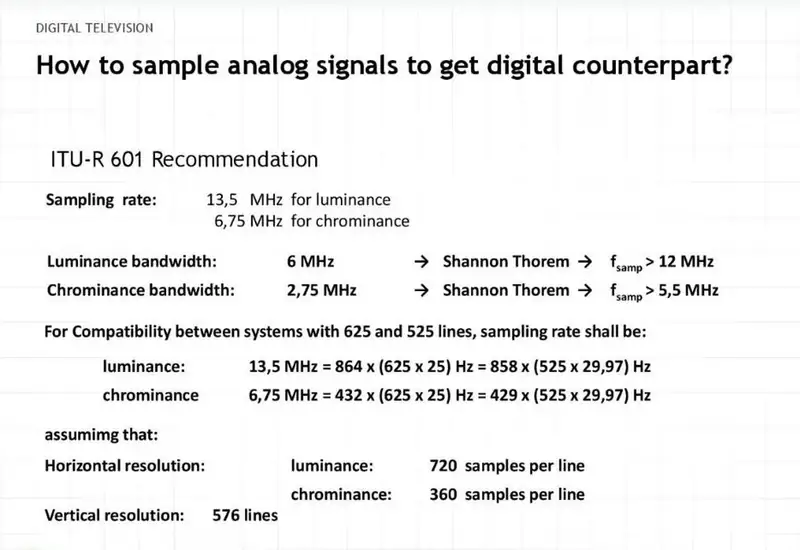 DIGITAL TELEVISION
How to sample analog signals to get digital counterpart?
ITU-R 601 Recommendation
Sampling rate: 13,5 MHz for luminance
6,75 MHz for chrominance
Luminance bandwidth: 6 MHz → Shannon Thorem → fsamp > 12 MHz
Chrominance bandwidth: 2,75 MHz → Shannon Thorem → fsamp > 5,5 MHz
For Compatibility between systems with 625 and 525 lines, sampling rate shall be:
luminance: 13,5 MHz = 864 x (625 x 25) Hz = 858 x (525 x 29,97) Hz
chrominance 6,75 MHz = 432 x (625 x 25) Hz = 429 x (525 x 29,97) Hz
assumimg that:
Horizontal resolution: luminance: 720 samples per line
chrominance: 360 samples per line
Vertical resolution: 576 lines